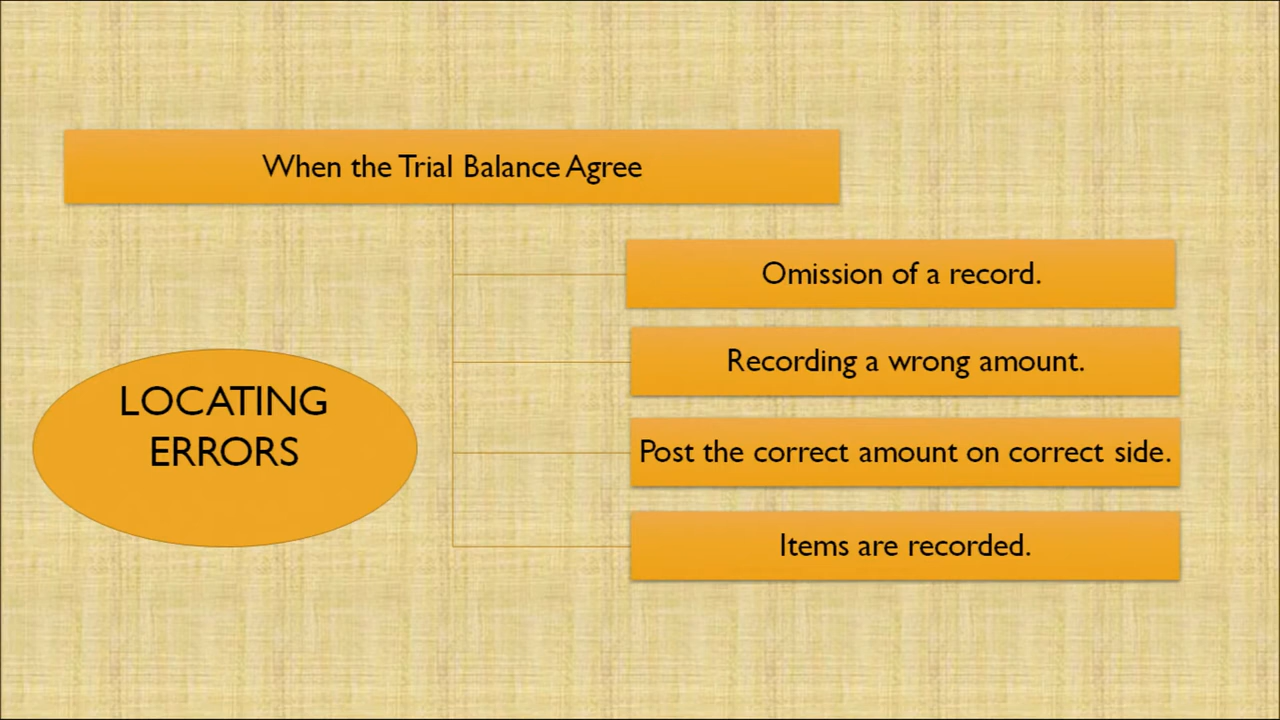 When the Trial Balance Agree
Omission of a record.
Recording a wrong amount.
LOCATING
ERRORS
Post the correct amount on correct side.
Items are recorded.